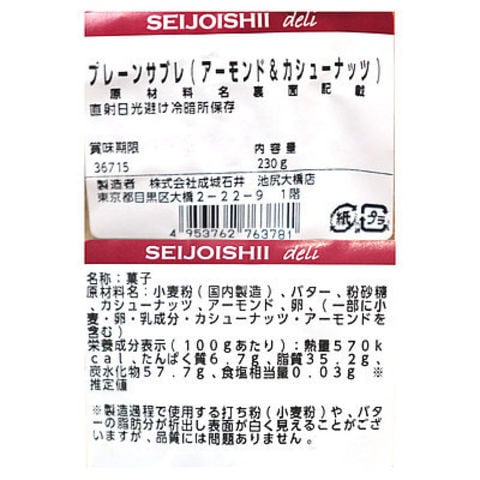 SEIJOISHII deli
プレーンサブレ(アーモンド&カシューナッツ)
原材料名裏面記載
直射日光避け冷暗所保存
賞味期限 内容量
36715 230g
製造者 株式会社成城石井 池尻大橋店
東京都目黒区大橋2-22-9 1階
紙 プラ
4953762763781
SEIJOISHII deli
名称:菓子
原材料名:小麦粉(国内製造)、バター、粉砂糖
、カシューナッツ、アーモンド、卵、(一部に小
麦・卵・乳成分・カシューナッツ・アーモンドを
含む)
栄養成分表示(100gあたり):熱量570k
cal、たんぱく質6.7g、脂質35.2g、
炭水化物57.7g、食塩相当量0.03g ※
推定値
※製造過程で使用する打ち粉(小麦粉)や、バタ
ーの脂肪分が析出し表面が白く見えることがござ
いますが、品質には問題ありません。